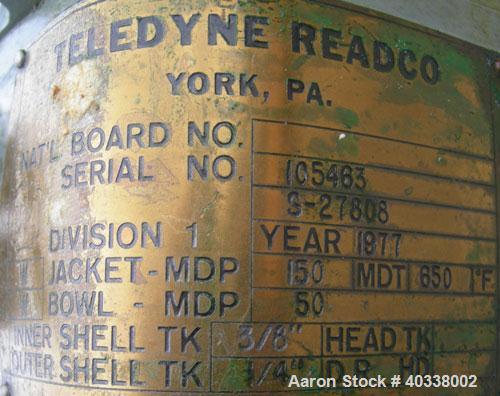 TELEDYNE READCO
YORK, PA.
NAT'L BOARD NO.
SERIAL NO. 105463
S-27808
DIVISION 1 YEAR 1977
W JACKET-MDP 150 MDT 650 °F
W BOWL - MDP 50
INNER SHELL TK 3/8" HEAD TK
OUTER SHELL TK 1/4" I.D.R. HD
Aaron Stock # 40338002